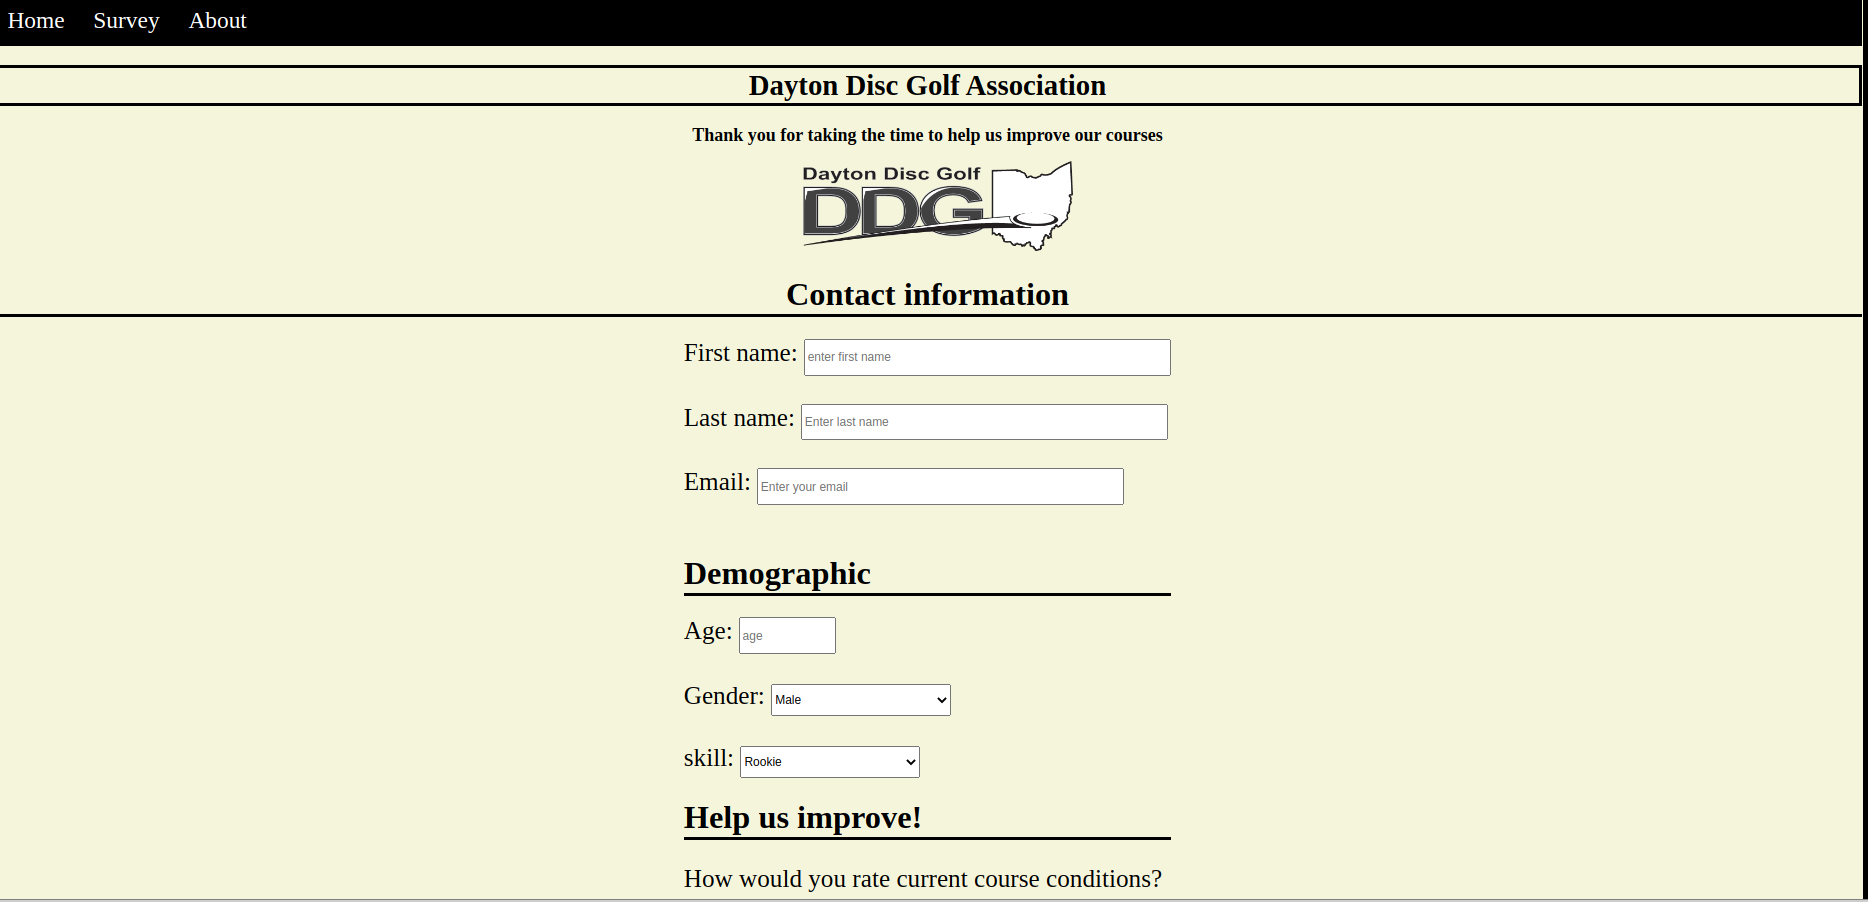 Home Survey About
Dayton Disc Golf Association
Thank you for taking the time to help us improve our courses
Dayton Disc Golf
DDG
Contact information
First name: enter first name
Last name: Enter last name
Email: Enter your email
Demographic
Age: age
Gender: Male
skill: Rookie
Help us improve!
How would you rate current course conditions?